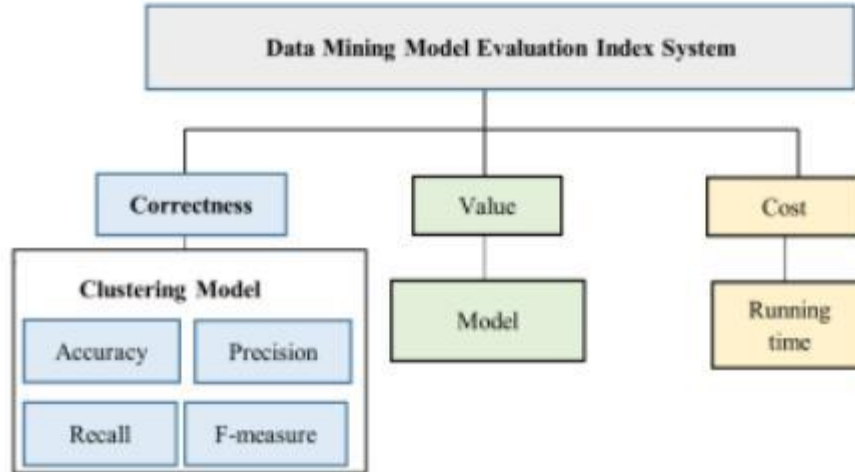 Data Mining Model Evaluation Index System
Correctness
Value
Cost
Clustering Model
Accuracy
Precision
Recall
F-measure
Model
Running
time